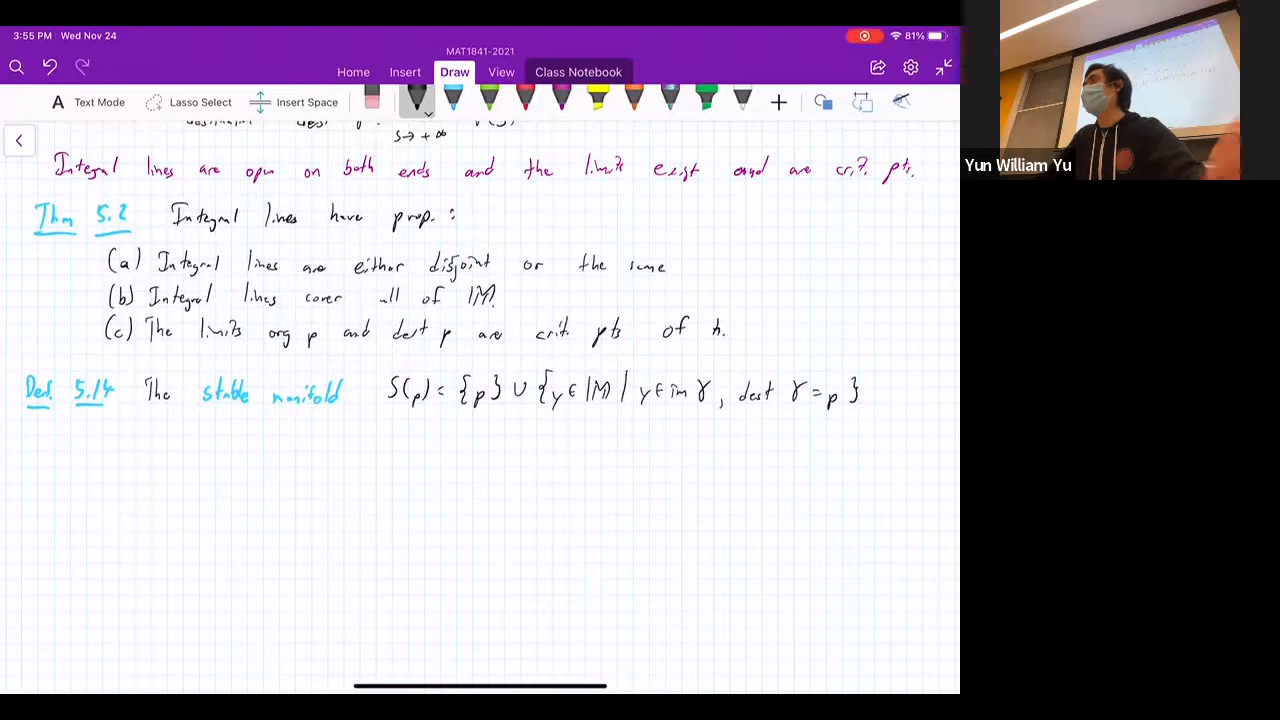 3:55 PM Wed Nov 24
81%
MAT1841-2021
Home Insert Draw View Class Notebook
A Text Mode Lasso Select Insert Space
s→ +∞
Integral lines are open on both ends and the limits exist and are crit. pts.
Thm 5.2 Integral lines have prop. :
(a) Integral lines are either disjoint or the same
(b) Integral lines cover all of |M|.
(c) The limits org p and dest p are crit. pts of h.
Def. 5.14 The stable manifold S(p) = {p} ∪ {y ∈ |M| | y ∈ im γ, dest γ = p}
Yun William Yu